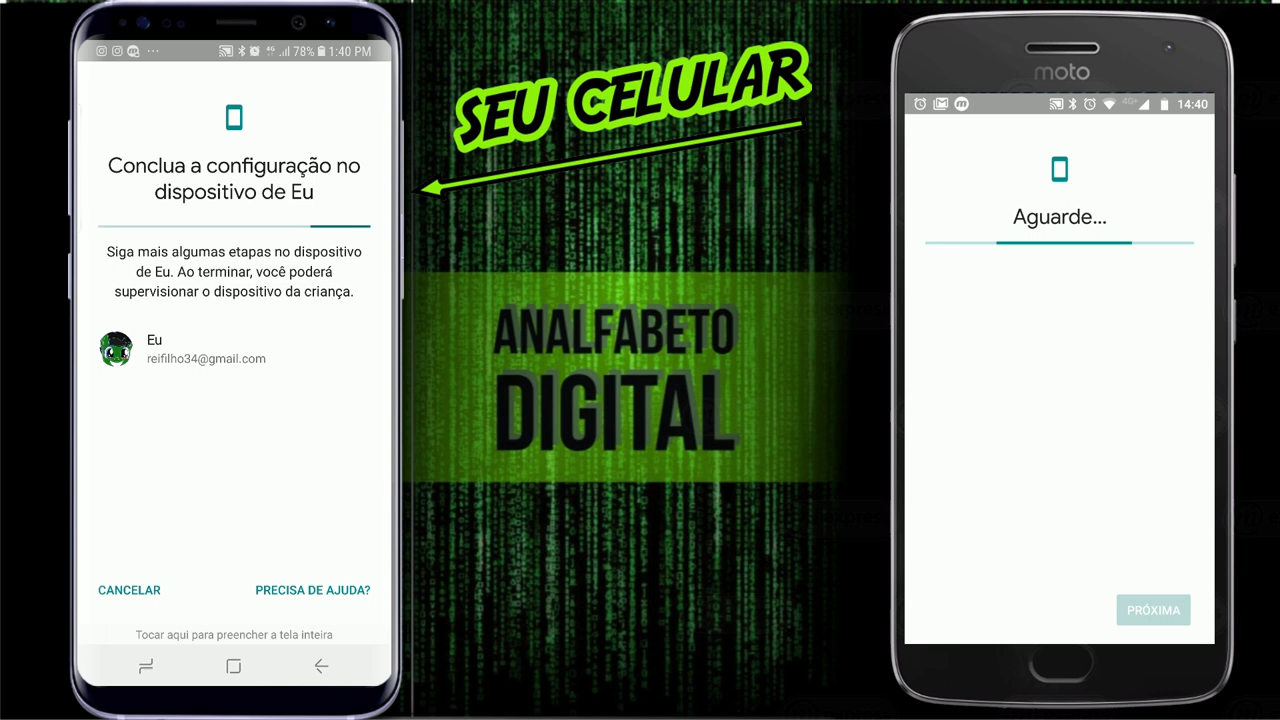 4G 78% 1:40 PM
Conclua a configuração no
dispositivo de Eu
Siga mais algumas etapas no dispositivo
de Eu. Ao terminar, você poderá
supervisionar o dispositivo da criança.
Eu
reifilho34@gmail.com
CANCELAR PRECISA DE AJUDA?
Tocar aqui para preencher a tela inteira
SEU CELULAR
ANALFABETO
DIGITAL
moto
4G+ 14:40
Aguarde...
PRÓXIMA